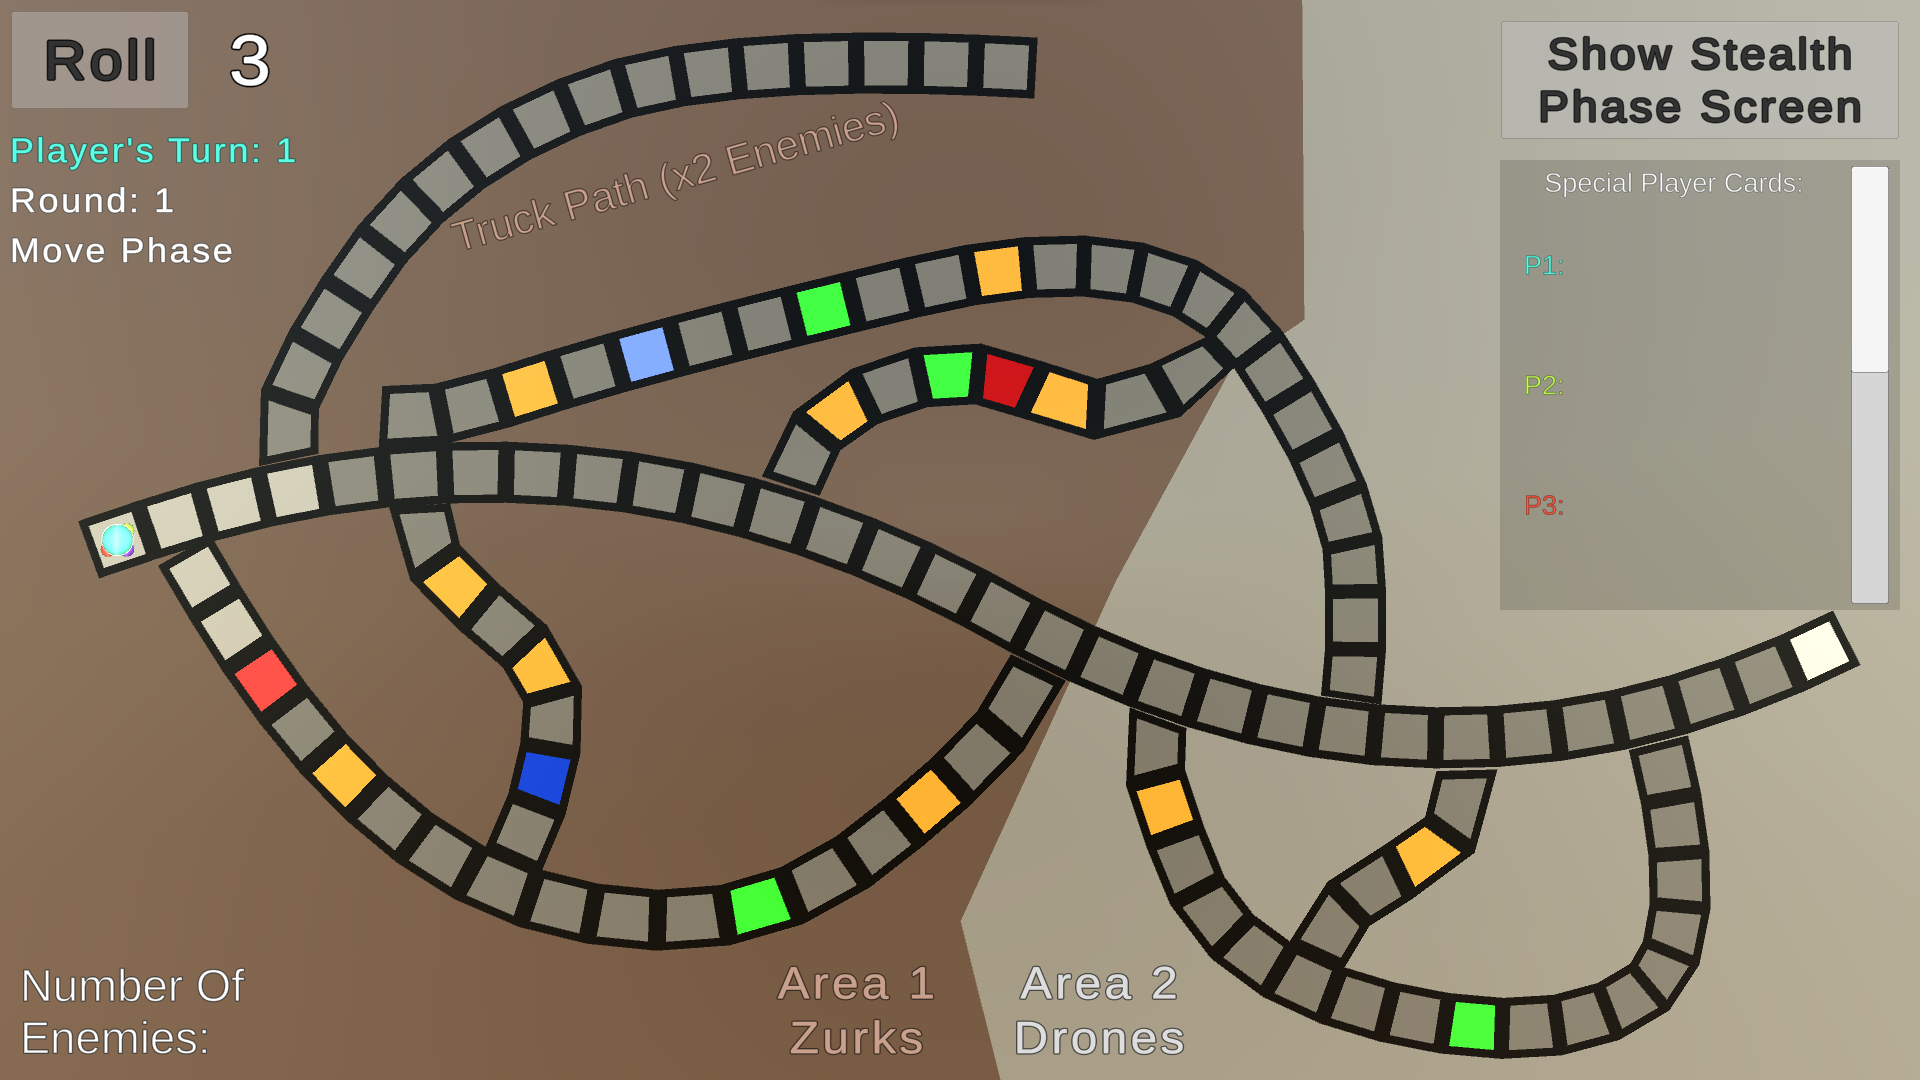 Roll 3
Player's Turn: 1
Round: 1
Move Phase
Truck Path (x2 Enemies)
Show Stealth
Phase Screen
Special Player Cards:
P1:
P2:
P3:
Number Of
Enemies:
Area 1
Zurks
Area 2
Drones